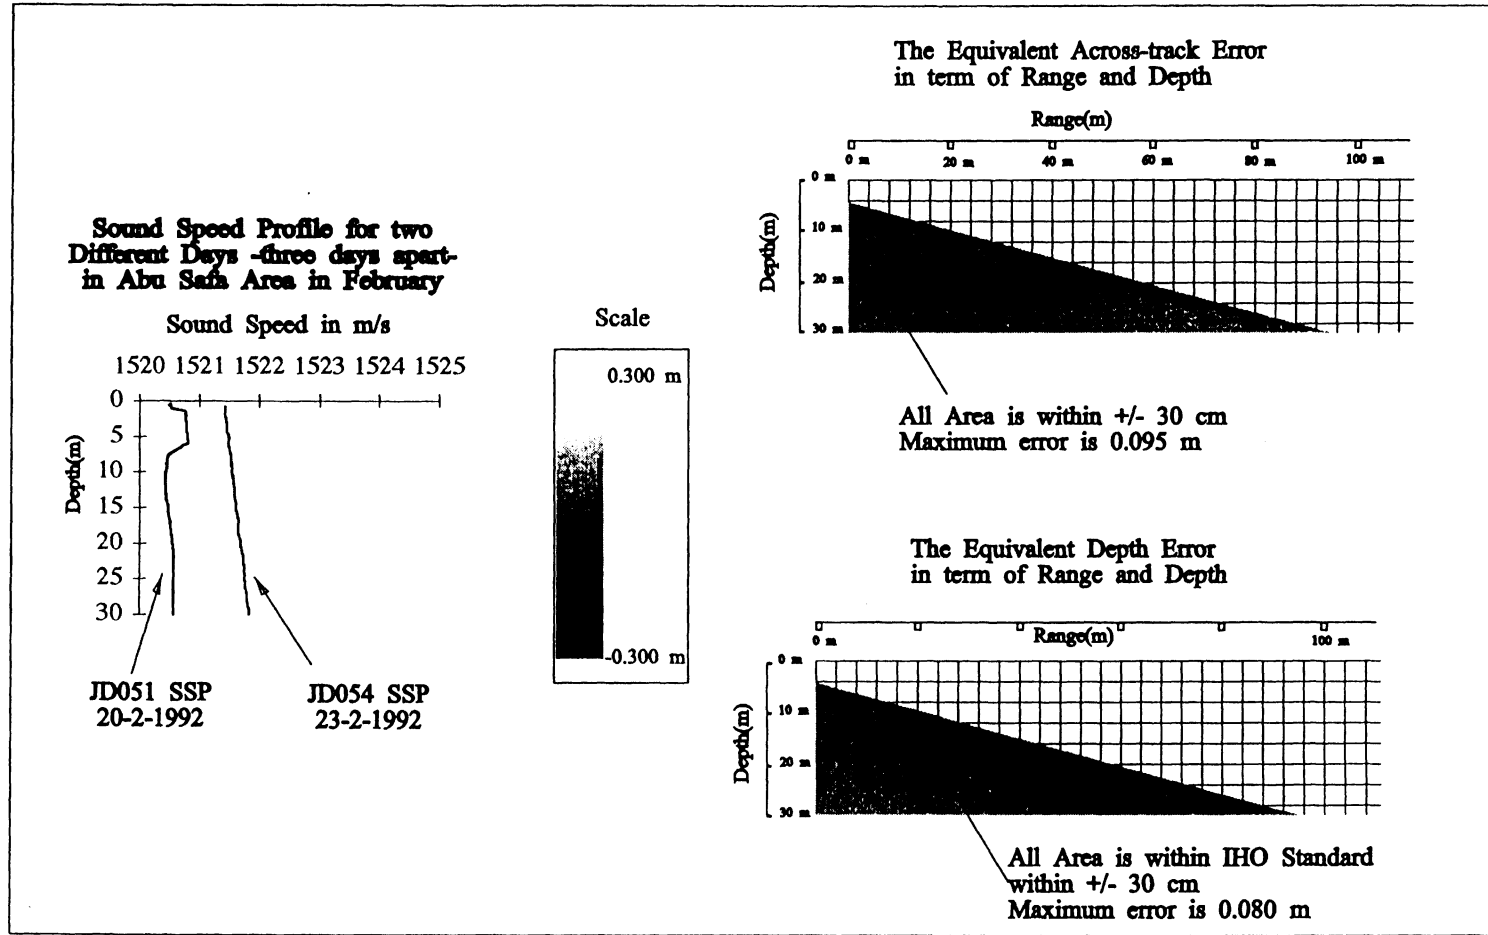 Sound Speed Profile for two
Different Days -three days apart-
in Abu Safa Area in February
Sound Speed in m/s
1520 1521 1522 1523 1524 1525
Depth(m)
0
5
10
15
20
25
30
JD051 SSP
20-2-1992
JD054 SSP
23-2-1992
Scale
0.300 m
-0.300 m
The Equivalent Across-track Error
in term of Range and Depth
Range(m)
0 m 20 m 40 m 60 m 80 m 100 m
Depth(m)
0 m
10 m
20 m
30 m
All Area is within +/- 30 cm
Maximum error is 0.095 m
The Equivalent Depth Error
in term of Range and Depth
Range(m)
0 m 100 m
Depth(m)
0 m
10 m
20 m
30 m
All Area is within IHO Standard
within +/- 30 cm
Maximum error is 0.080 m